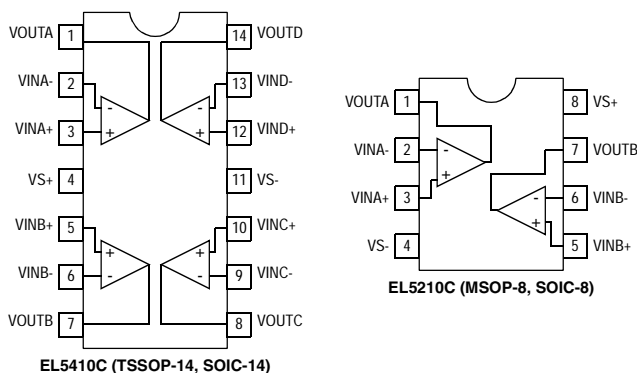 VOUTA 1 14 VOUTD
VINA- 2 - - 13 VIND-
VINA+ 3 + + 12 VIND+
VS+ 4 11 VS-
VINB+ 5 + + 10 VINC+
VINB- 6 - - 9 VINC-
VOUTB 7 8 VOUTC
EL5410C (TSSOP-14, SOIC-14)
VOUTA 1 8 VS+
VINA- 2 - 7 VOUTB
VINA+ 3 + - 6 VINB-
VS- 4 + 5 VINB+
EL5210C (MSOP-8, SOIC-8)